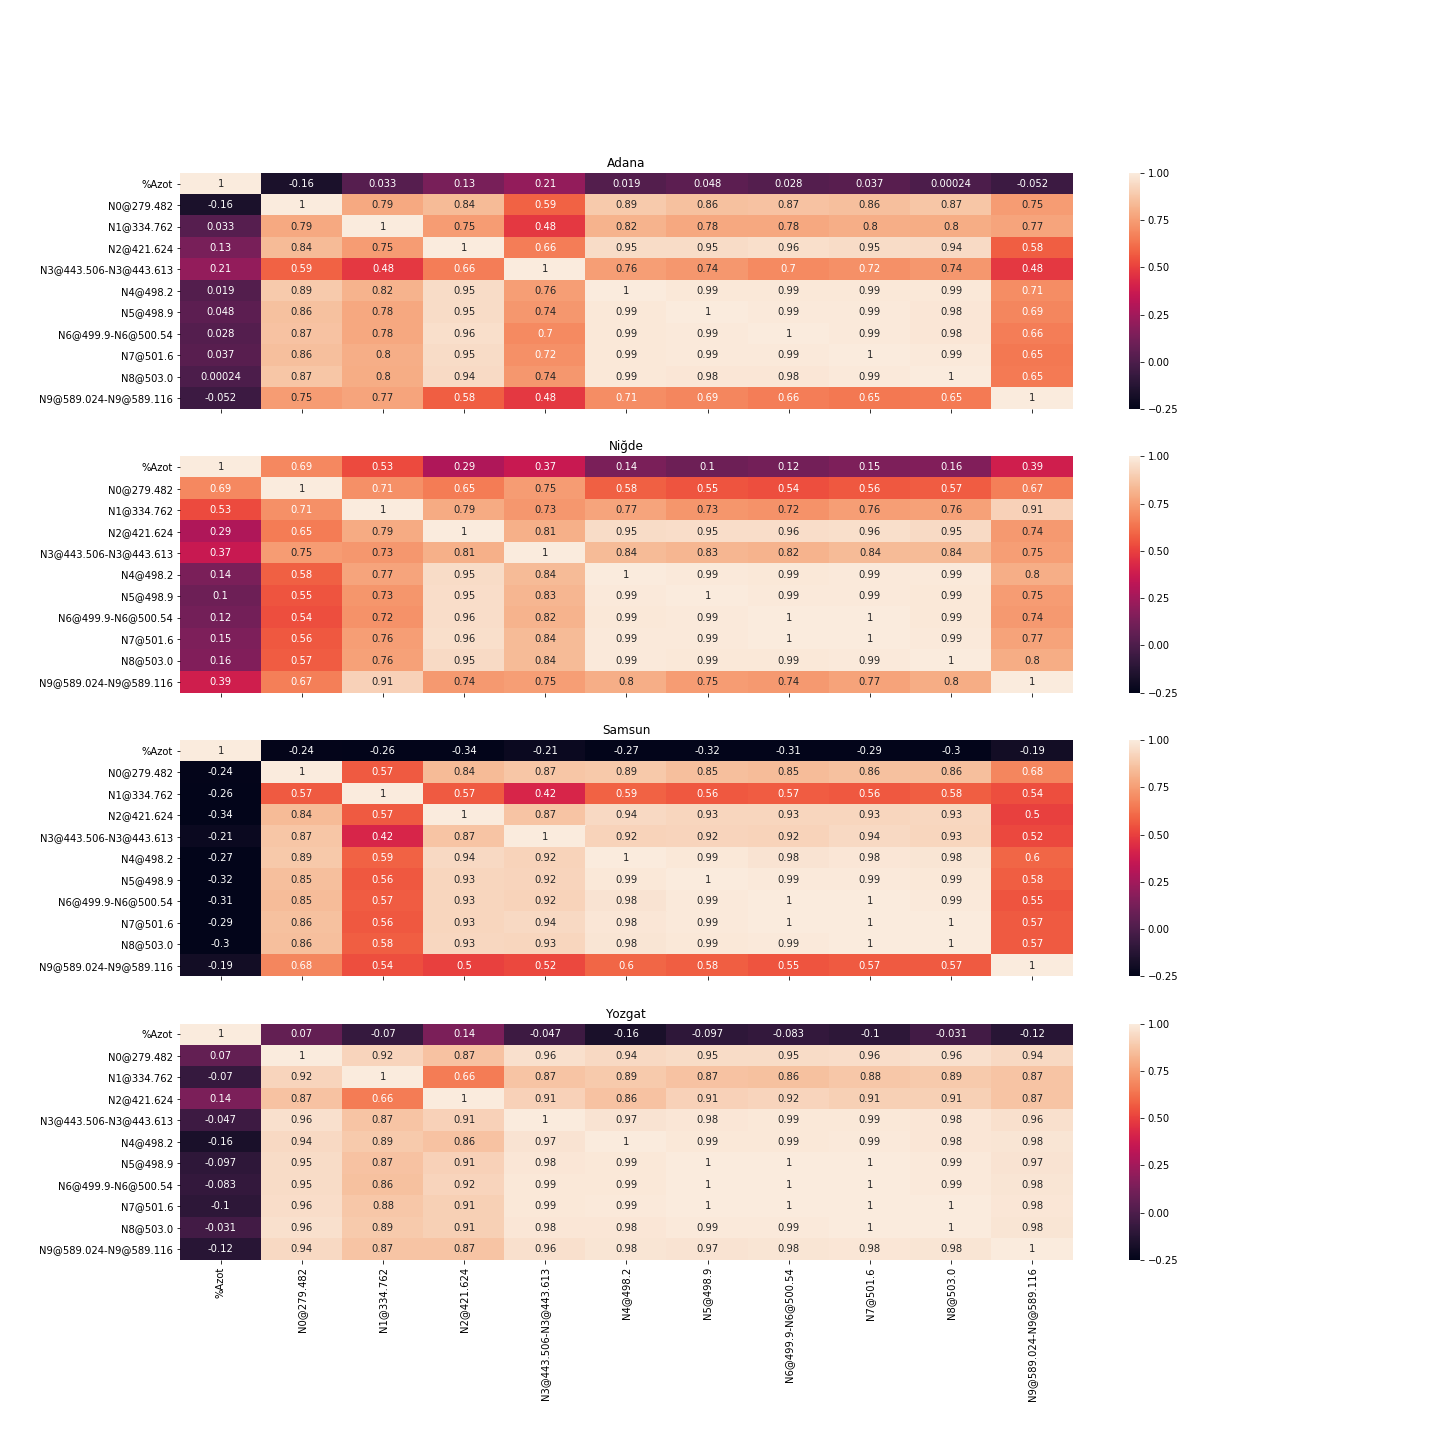 Adana
%Azot 1 -0.16 0.033 0.13 0.21 0.019 0.048 0.028 0.037 0.00024 -0.052
N0@279.482 -0.16 1 0.79 0.84 0.59 0.89 0.86 0.87 0.86 0.87 0.75
N1@334.762 0.033 0.79 1 0.75 0.48 0.82 0.78 0.78 0.8 0.8 0.77
N2@421.624 0.13 0.84 0.75 1 0.66 0.95 0.95 0.96 0.95 0.94 0.58
N3@443.506-N3@443.613 0.21 0.59 0.48 0.66 1 0.76 0.74 0.7 0.72 0.74 0.48
N4@498.2 0.019 0.89 0.82 0.95 0.76 1 0.99 0.99 0.99 0.99 0.71
N5@498.9 0.048 0.86 0.78 0.95 0.74 0.99 1 0.99 0.99 0.98 0.69
N6@499.9-N6@500.54 0.028 0.87 0.78 0.96 0.7 0.99 0.99 1 0.99 0.98 0.66
N7@501.6 0.037 0.86 0.8 0.95 0.72 0.99 0.99 0.99 1 0.99 0.65
N8@503.0 0.00024 0.87 0.8 0.94 0.74 0.99 0.98 0.98 0.99 1 0.65
N9@589.024-N9@589.116 -0.052 0.75 0.77 0.58 0.48 0.71 0.69 0.66 0.65 0.65 1
1.00
0.75
0.50
0.25
0.00
−0.25
Niğde
%Azot 1 0.69 0.53 0.29 0.37 0.14 0.1 0.12 0.15 0.16 0.39
N0@279.482 0.69 1 0.71 0.65 0.75 0.58 0.55 0.54 0.56 0.57 0.67
N1@334.762 0.53 0.71 1 0.79 0.73 0.77 0.73 0.72 0.76 0.76 0.91
N2@421.624 0.29 0.65 0.79 1 0.81 0.95 0.95 0.96 0.96 0.95 0.74
N3@443.506-N3@443.613 0.37 0.75 0.73 0.81 1 0.84 0.83 0.82 0.84 0.84 0.75
N4@498.2 0.14 0.58 0.77 0.95 0.84 1 0.99 0.99 0.99 0.99 0.8
N5@498.9 0.1 0.55 0.73 0.95 0.83 0.99 1 0.99 0.99 0.99 0.75
N6@499.9-N6@500.54 0.12 0.54 0.72 0.96 0.82 0.99 0.99 1 1 0.99 0.74
N7@501.6 0.15 0.56 0.76 0.96 0.84 0.99 0.99 1 1 0.99 0.77
N8@503.0 0.16 0.57 0.76 0.95 0.84 0.99 0.99 0.99 0.99 1 0.8
N9@589.024-N9@589.116 0.39 0.67 0.91 0.74 0.75 0.8 0.75 0.74 0.77 0.8 1
1.00
0.75
0.50
0.25
0.00
−0.25
Samsun
%Azot 1 -0.24 -0.26 -0.34 -0.21 -0.27 -0.32 -0.31 -0.29 -0.3 -0.19
N0@279.482 -0.24 1 0.57 0.84 0.87 0.89 0.85 0.85 0.86 0.86 0.68
N1@334.762 -0.26 0.57 1 0.57 0.42 0.59 0.56 0.57 0.56 0.58 0.54
N2@421.624 -0.34 0.84 0.57 1 0.87 0.94 0.93 0.93 0.93 0.93 0.5
N3@443.506-N3@443.613 -0.21 0.87 0.42 0.87 1 0.92 0.92 0.92 0.94 0.93 0.52
N4@498.2 -0.27 0.89 0.59 0.94 0.92 1 0.99 0.98 0.98 0.98 0.6
N5@498.9 -0.32 0.85 0.56 0.93 0.92 0.99 1 0.99 0.99 0.99 0.58
N6@499.9-N6@500.54 -0.31 0.85 0.57 0.93 0.92 0.98 0.99 1 1 0.99 0.55
N7@501.6 -0.29 0.86 0.56 0.93 0.94 0.98 0.99 1 1 1 0.57
N8@503.0 -0.3 0.86 0.58 0.93 0.93 0.98 0.99 0.99 1 1 0.57
N9@589.024-N9@589.116 -0.19 0.68 0.54 0.5 0.52 0.6 0.58 0.55 0.57 0.57 1
1.00
0.75
0.50
0.25
0.00
−0.25
Yozgat
%Azot 1 0.07 -0.07 0.14 -0.047 -0.16 -0.097 -0.083 -0.1 -0.031 -0.12
N0@279.482 0.07 1 0.92 0.87 0.96 0.94 0.95 0.95 0.96 0.96 0.94
N1@334.762 -0.07 0.92 1 0.66 0.87 0.89 0.87 0.86 0.88 0.89 0.87
N2@421.624 0.14 0.87 0.66 1 0.91 0.86 0.91 0.92 0.91 0.91 0.87
N3@443.506-N3@443.613 -0.047 0.96 0.87 0.91 1 0.97 0.98 0.99 0.99 0.98 0.96
N4@498.2 -0.16 0.94 0.89 0.86 0.97 1 0.99 0.99 0.99 0.98 0.98
N5@498.9 -0.097 0.95 0.87 0.91 0.98 0.99 1 1 1 0.99 0.97
N6@499.9-N6@500.54 -0.083 0.95 0.86 0.92 0.99 0.99 1 1 1 0.99 0.98
N7@501.6 -0.1 0.96 0.88 0.91 0.99 0.99 1 1 1 1 0.98
N8@503.0 -0.031 0.96 0.89 0.91 0.98 0.98 0.99 0.99 1 1 0.98
N9@589.024-N9@589.116 -0.12 0.94 0.87 0.87 0.96 0.98 0.97 0.98 0.98 0.98 1
1.00
0.75
0.50
0.25
0.00
−0.25
%Azot
N0@279.482
N1@334.762
N2@421.624
N3@443.506-N3@443.613
N4@498.2
N5@498.9
N6@499.9-N6@500.54
N7@501.6
N8@503.0
N9@589.024-N9@589.116